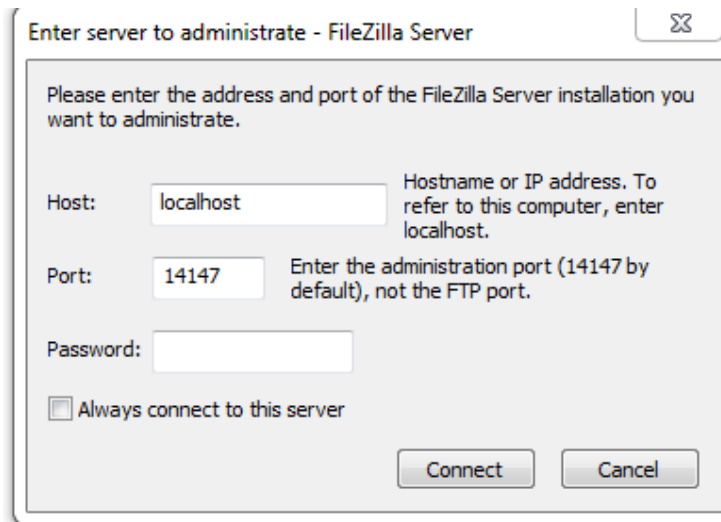 Enter server to administrate - FileZilla Server
Please enter the address and port of the FileZilla Server installation you
want to administrate.
Host:
localhost
Hostname or IP address. To
refer to this computer, enter
localhost.
Port:
14147
Enter the administration port (14147 by
default), not the FTP port.
Password:
Always connect to this server
Connect
Cancel